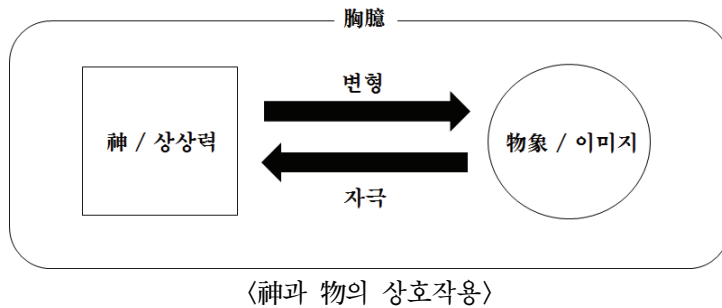 胸臆
변형
神 / 상상력
物象 / 이미지
자극
〈神과 物의 상호작용〉